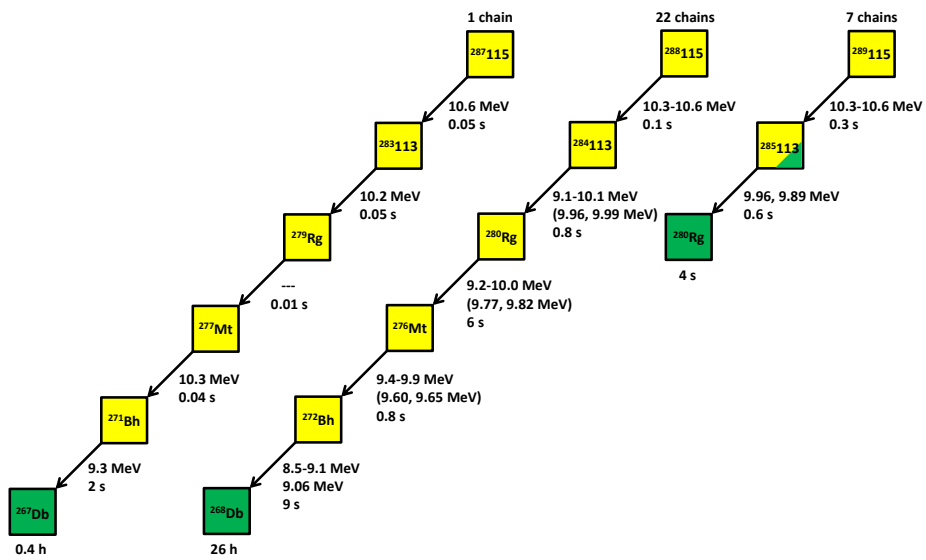 1 chain
22 chains
7 chains
²⁸⁷115
²⁸⁸115
²⁸⁹115
10.6 MeV
0.05 s
10.3-10.6 MeV
0.1 s
10.3-10.6 MeV
0.3 s
²⁸³113
²⁸⁴113
²⁸⁵113
10.2 MeV
0.05 s
9.1-10.1 MeV
(9.96, 9.99 MeV)
0.8 s
9.96, 9.89 MeV
0.6 s
²⁷⁹Rg
²⁸⁰Rg
²⁸⁰Rg
4 s
---
0.01 s
9.2-10.0 MeV
(9.77, 9.82 MeV)
6 s
²⁷⁷Mt
²⁷⁶Mt
10.3 MeV
0.04 s
9.4-9.9 MeV
(9.60, 9.65 MeV)
0.8 s
²⁷¹Bh
²⁷²Bh
9.3 MeV
2 s
8.5-9.1 MeV
9.06 MeV
9 s
²⁶⁷Db
²⁶⁸Db
0.4 h
26 h